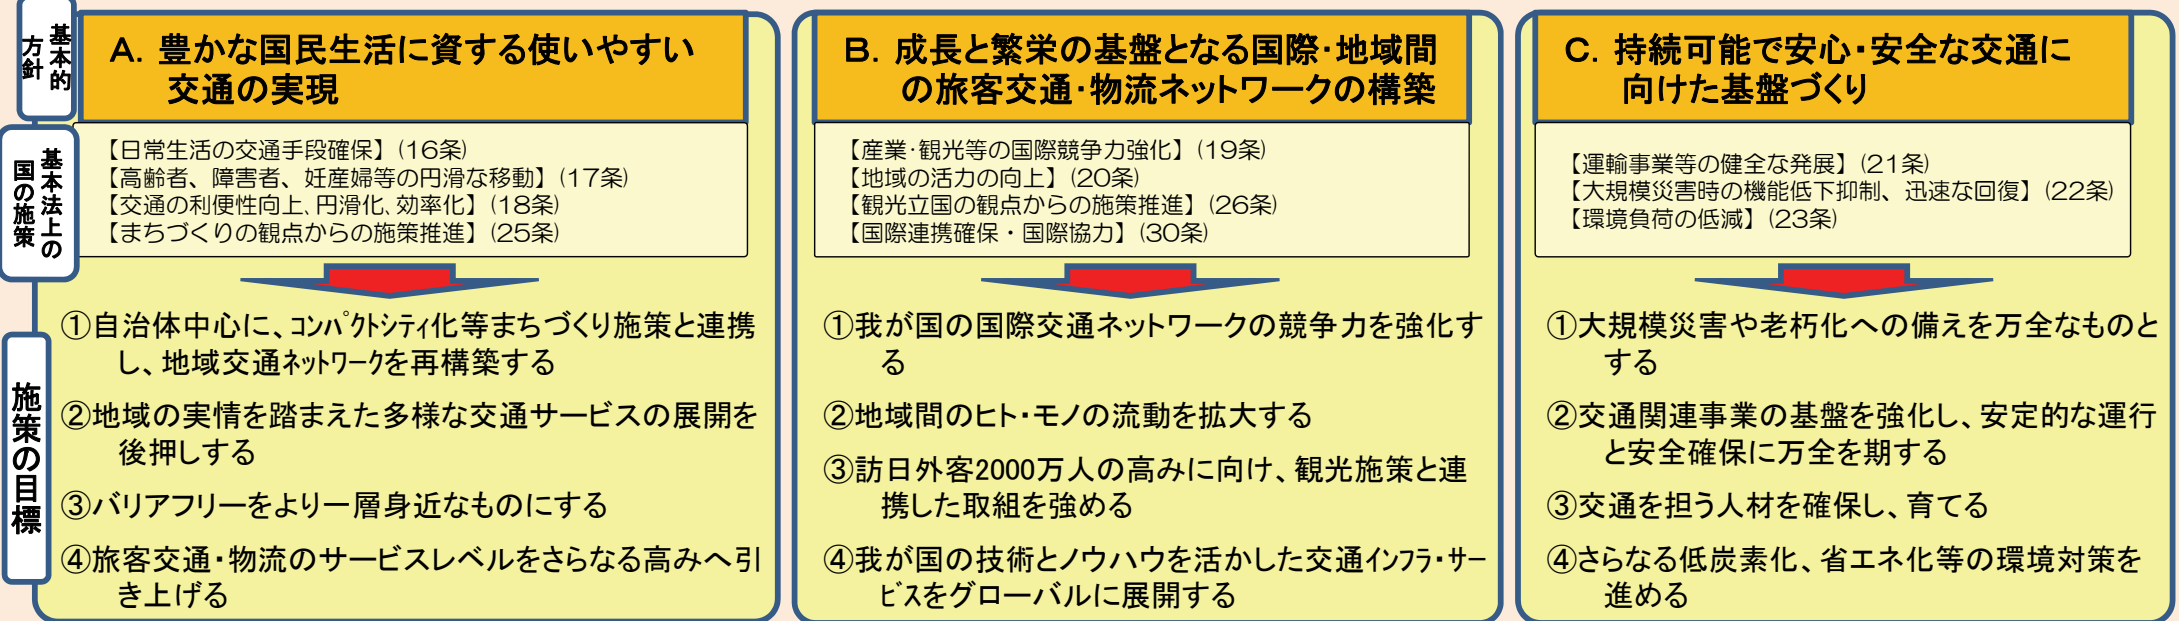 基本的
方針
A. 豊かな国民生活に資する使いやすい
交通の実現
基本法上の
国の施策
【日常生活の交通手段確保】(16条)
【高齢者、障害者、妊産婦等の円滑な移動】(17条)
【交通の利便性向上、円滑化、効率化】(18条)
【まちづくりの観点からの施策推進】(25条)
施策の目標
①自治体中心に、コンパクトシティ化等まちづくり施策と連携
し、地域交通ネットワークを再構築する
②地域の実情を踏まえた多様な交通サービスの展開を
後押しする
③バリアフリーをより一層身近なものにする
④旅客交通・物流のサービスレベルをさらなる高みへ引
き上げる
B. 成長と繁栄の基盤となる国際・地域間
の旅客交通・物流ネットワークの構築
【産業・観光等の国際競争力強化】(19条)
【地域の活力の向上】(20条)
【観光立国の観点からの施策推進】(26条)
【国際連携確保・国際協力】(30条)
①我が国の国際交通ネットワークの競争力を強化す
る
②地域間のヒト・モノの流動を拡大する
③訪日外客2000万人の高みに向け、観光施策と連
携した取組を強める
④我が国の技術とノウハウを活かした交通インフラ・サー
ビスをグローバルに展開する
C. 持続可能で安心・安全な交通に
向けた基盤づくり
【運輸事業等の健全な発展】(21条)
【大規模災害時の機能低下抑制、迅速な回復】(22条)
【環境負荷の低減】(23条)
①大規模災害や老朽化への備えを万全なものと
する
②交通関連事業の基盤を強化し、安定的な運行
と安全確保に万全を期する
③交通を担う人材を確保し、育てる
④さらなる低炭素化、省エネ化等の環境対策を
進める